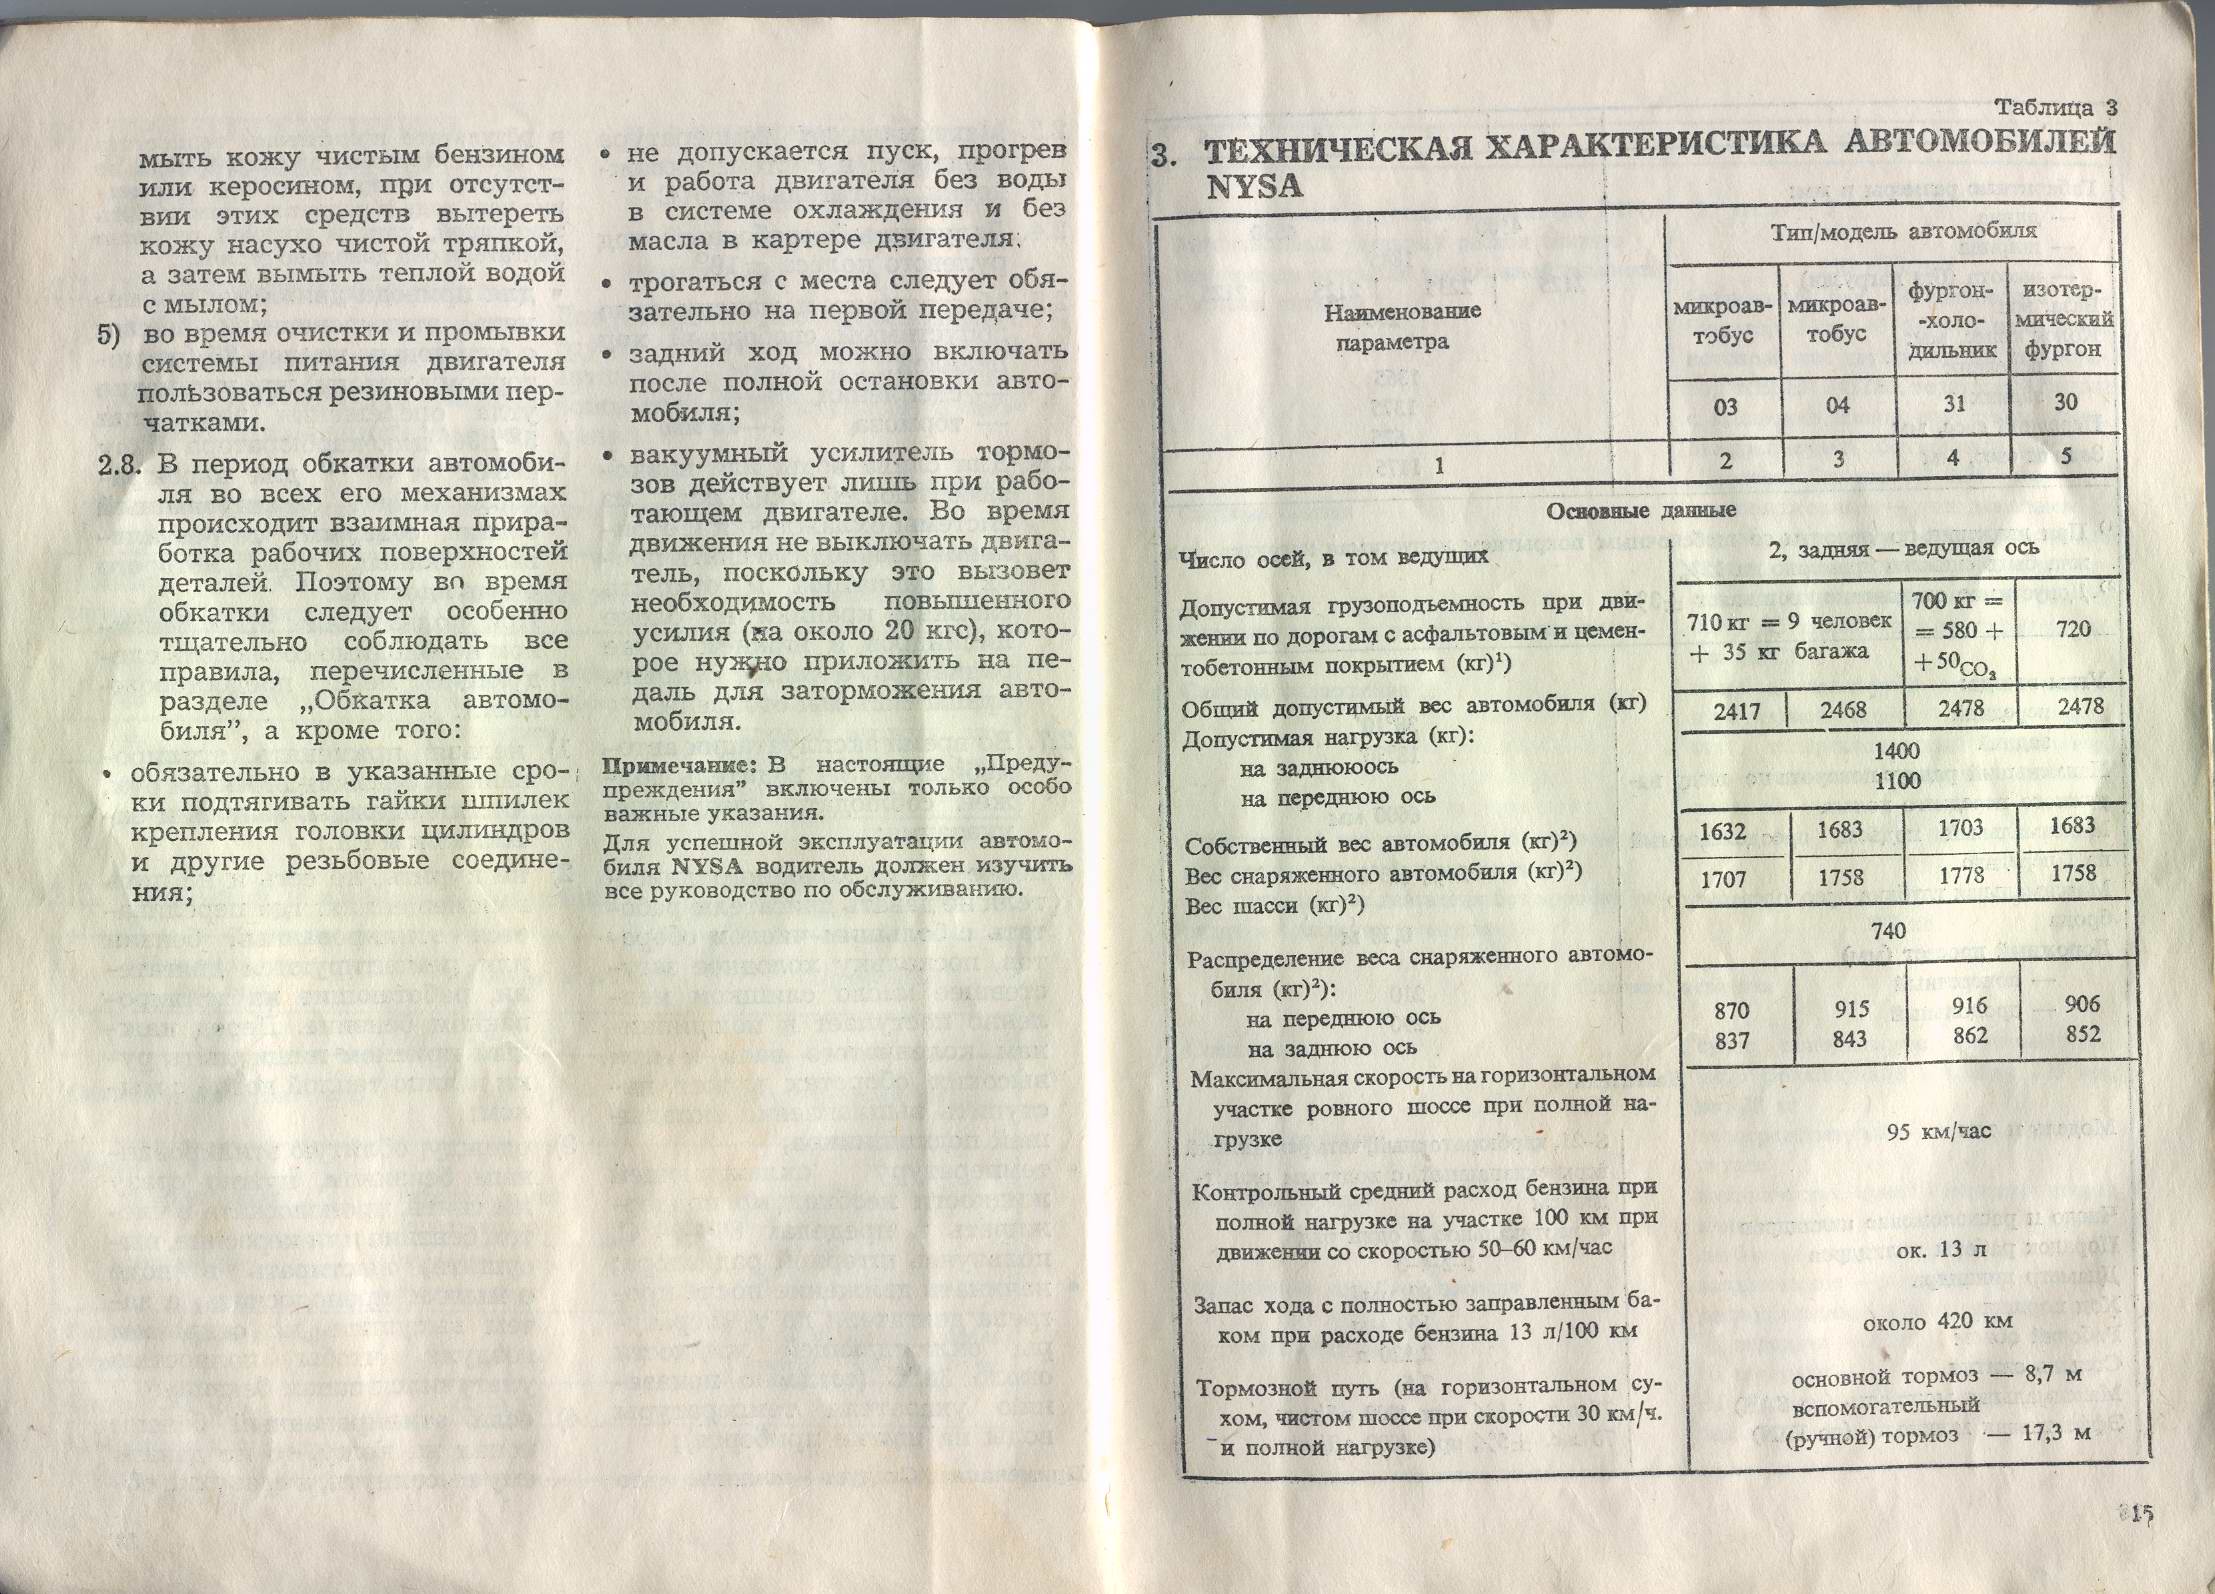 мыть кожу чистым бензином
или керосином, при отсутст-
вии этих средств вытереть
кожу насухо чистой тряпкой,
а затем вымыть теплой водой
с мылом;
5) во время очистки и промывки
системы питания двигателя
пользоваться резиновыми пер-
чатками.
2.8. В период обкатки автомоби-
ля во всех его механизмах
происходит взаимная прира-
ботка рабочих поверхностей
деталей. Поэтому во время
обкатки следует особенно
тщательно соблюдать все
правила, перечисленные в
разделе „Обкатка автомо-
биля”, а кроме того:
• обязательно в указанные сро-
ки подтягивать гайки шпилек
крепления головки цилиндров
и другие резьбовые соедине-
ния;
• не допускается пуск, прогрев
и работа двигателя без воды
в системе охлаждения и без
масла в картере двигателя;
• трогаться с места следует обя-
зательно на первой передаче;
• задний ход можно включать
после полной остановки авто-
мобиля;
• вакуумный усилитель тормо-
зов действует лишь при рабо-
тающем двигателе. Во время
движения не выключать двига-
тель, поскольку это вызовет
необходимость повышенного
усилия (на около 20 кгс), кото-
рое нужно приложить на пе-
даль для заторможения авто-
мобиля.
Примечание: В настоящие „Преду-
преждения” включены только особо
важные указания.
Для успешной эксплуатации автомо-
биля NYSA водитель должен изучить
все руководство по обслуживанию.
Таблица 3
3. ТЕХНИЧЕСКАЯ ХАРАКТЕРИСТИКА АВТОМОБИЛЕЙ
NYSA
Наименование
параметра
Тип/модель автомобиля
микроав-
тобус
микроав-
тобус
фургон-
-холо-
дильник
изотер-
мический
фургон
03 04 31 30
1 2 3 4 5
Основные данные
Число осей, в том ведущих 2, задняя — ведущая ось
Допустимая грузоподъемность при дви-
жении по дорогам с асфальтовым и цемен-
тобетонным покрытием (кг)¹)
710 кг = 9 человек
+ 35 кг багажа
700 кг =
= 580 +
+ 50CO₂
720
Общий допустимый вес автомобиля (кг) 2417 2468 2478 2478
Допустимая нагрузка (кг):
на заднююось 1400
на переднюю ось 1100
Собственный вес автомобиля (кг)²) 1632 1683 1703 1683
Вес снаряженного автомобиля (кг)²) 1707 1758 1778 1758
Вес шасси (кг)²) 740
Распределение веса снаряженного автомо-
биля (кг)²):
на переднюю ось 870 915 916 906
на заднюю ось 837 843 862 852
Максимальная скорость на горизонтальном
участке ровного шоссе при полной на-
грузке 95 км/час
Контрольный средний расход бензина при
полной нагрузке на участке 100 км при
движении со скоростью 50–60 км/час ок. 13 л
Запас хода с полностью заправленным ба-
ком при расходе бензина 13 л/100 км около 420 км
Тормозной путь (на горизонтальном су-
хом, чистом шоссе при скорости 30 км/ч.
и полной нагрузке)
основной тормоз — 8,7 м
вспомогательный
(ручной) тормоз — 17,3 м
15